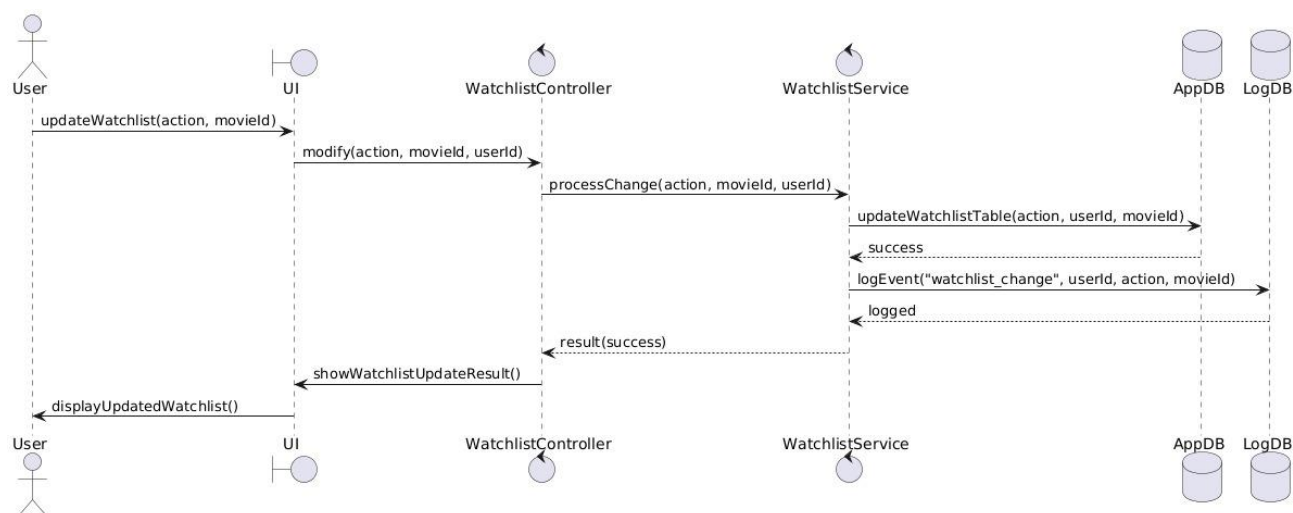 User
UI
WatchlistController
WatchlistService
AppDB
LogDB
updateWatchlist(action, movieId)
modify(action, movieId, userId)
processChange(action, movieId, userId)
updateWatchlistTable(action, userId, movieId)
success
logEvent("watchlist_change", userId, action, movieId)
logged
result(success)
showWatchlistUpdateResult()
displayUpdatedWatchlist()
User
UI
WatchlistController
WatchlistService
AppDB
LogDB